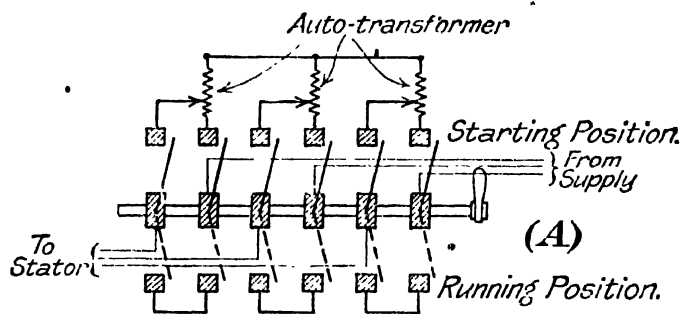 Auto-transformer
Starting Position.
From
Supply
(A)
To
Stator
Running Position.